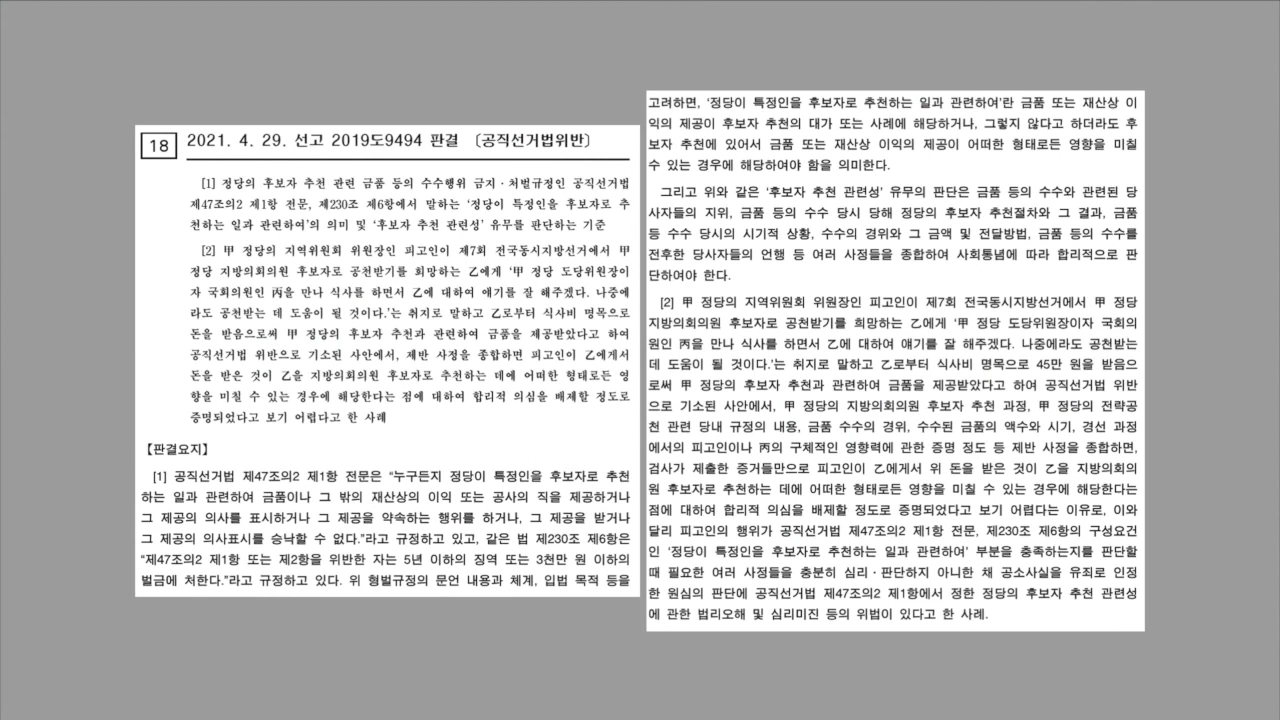 18
2021. 4. 29. 선고 2019도9494 판결 〔공직선거법위반〕
[1] 정당의 후보자 추천 관련 금품 등의 수수행위 금지·처벌규정인 공직선거법
제47조의2 제1항 전문, 제230조 제6항에서 말하는 '정당이 특정인을 후보자로 추
천하는 일과 관련하여'의 의미 및 '후보자 추천 관련성' 유무를 판단하는 기준
[2] 甲 정당의 지역위원회 위원장인 피고인이 제7회 전국동시지방선거에서 甲
정당 지방의회의원 후보자로 공천받기를 희망하는 乙에게 '甲 정당 도당위원장이
자 국회의원인 丙을 만나 식사를 하면서 乙에 대하여 얘기를 잘 해주겠다. 나중에
라도 공천받는 데 도움이 될 것이다.'는 취지로 말하고 乙로부터 식사비 명목으로
돈을 받음으로써 甲 정당의 후보자 추천과 관련하여 금품을 제공받았다고 하여
공직선거법 위반으로 기소된 사안에서, 제반 사정을 종합하면 피고인이 乙에게서
돈을 받은 것이 乙을 지방의회의원 후보자로 추천하는 데에 어떠한 형태로든 영
향을 미칠 수 있는 경우에 해당한다는 점에 대하여 합리적 의심을 배제할 정도로
증명되었다고 보기 어렵다고 한 사례
【판결요지】
[1] 공직선거법 제47조의2 제1항 전문은 "누구든지 정당이 특정인을 후보자로 추천
하는 일과 관련하여 금품이나 그 밖의 재산상의 이익 또는 공사의 직을 제공하거나
그 제공의 의사를 표시하거나 그 제공을 약속하는 행위를 하거나, 그 제공을 받거나
그 제공의 의사표시를 승낙할 수 없다."라고 규정하고 있고, 같은 법 제230조 제6항은
"제47조의2 제1항 또는 제2항을 위반한 자는 5년 이하의 징역 또는 3천만 원 이하의
벌금에 처한다."라고 규정하고 있다. 위 형벌규정의 문언 내용과 체계, 입법 목적 등을
고려하면, '정당이 특정인을 후보자로 추천하는 일과 관련하여'란 금품 또는 재산상 이
익의 제공이 후보자 추천의 대가 또는 사례에 해당하거나, 그렇지 않다고 하더라도 후
보자 추천에 있어서 금품 또는 재산상 이익의 제공이 어떠한 형태로든 영향을 미칠
수 있는 경우에 해당하여야 함을 의미한다.
그리고 위와 같은 '후보자 추천 관련성' 유무의 판단은 금품 등의 수수와 관련된 당
사자들의 지위, 금품 등의 수수 당시 당해 정당의 후보자 추천절차와 그 결과, 금품
등 수수 당시의 시기적 상황, 수수의 경위와 그 금액 및 전달방법, 금품 등의 수수를
전후한 당사자들의 언행 등 여러 사정들을 종합하여 사회통념에 따라 합리적으로 판
단하여야 한다.
[2] 甲 정당의 지역위원회 위원장인 피고인이 제7회 전국동시지방선거에서 甲 정당
지방의회의원 후보자로 공천받기를 희망하는 乙에게 '甲 정당 도당위원장이자 국회의
원인 丙을 만나 식사를 하면서 乙에 대하여 얘기를 잘 해주겠다. 나중에라도 공천받는
데 도움이 될 것이다.'는 취지로 말하고 乙로부터 식사비 명목으로 45만 원을 받음으
로써 甲 정당의 후보자 추천과 관련하여 금품을 제공받았다고 하여 공직선거법 위반
으로 기소된 사안에서, 甲 정당의 지방의회의원 후보자 추천 과정, 甲 정당의 전략공
천 관련 당내 규정의 내용, 금품 수수의 경위, 수수된 금품의 액수와 시기, 경선 과정
에서의 피고인이나 丙의 구체적인 영향력에 관한 증명 정도 등 제반 사정을 종합하면,
검사가 제출한 증거들만으로 피고인이 乙에게서 위 돈을 받은 것이 乙을 지방의회의
원 후보자로 추천하는 데에 어떠한 형태로든 영향을 미칠 수 있는 경우에 해당한다는
점에 대하여 합리적 의심을 배제할 정도로 증명되었다고 보기 어렵다는 이유로, 이와
달리 피고인의 행위가 공직선거법 제47조의2 제1항 전문, 제230조 제6항의 구성요건
인 '정당이 특정인을 후보자로 추천하는 일과 관련하여' 부분을 충족하는지를 판단할
때 필요한 여러 사정들을 충분히 심리·판단하지 아니한 채 공소사실을 유죄로 인정
한 원심의 판단에 공직선거법 제47조의2 제1항에서 정한 정당의 후보자 추천 관련성
에 관한 법리오해 및 심리미진 등의 위법이 있다고 한 사례.